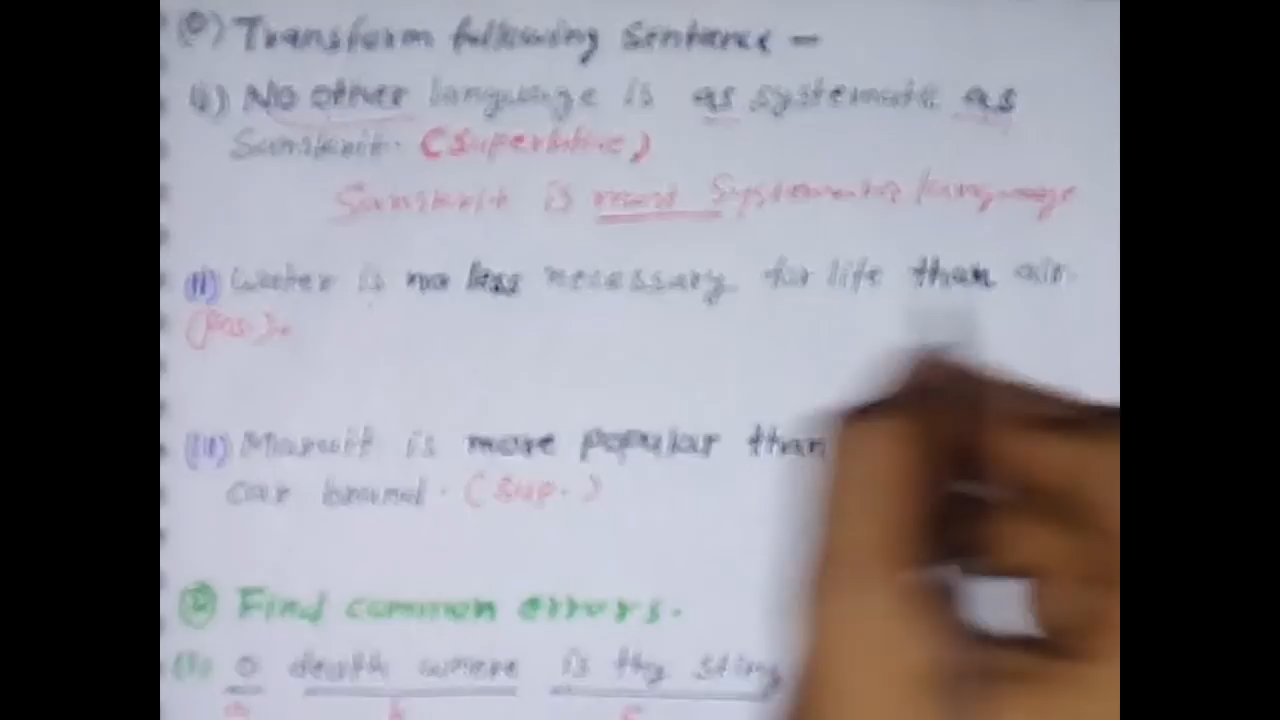 Transform following sentence -
(i) No other language is as systematic as
Sanskrit. (Superlative)
Sanskrit is most systematic language
(ii) Water is no less necessary for life than air.
(Pos.)
(iii) Maruti is more popular than
car brand. (Sup.)
Find common errors.
O death where is thy sting
a b c